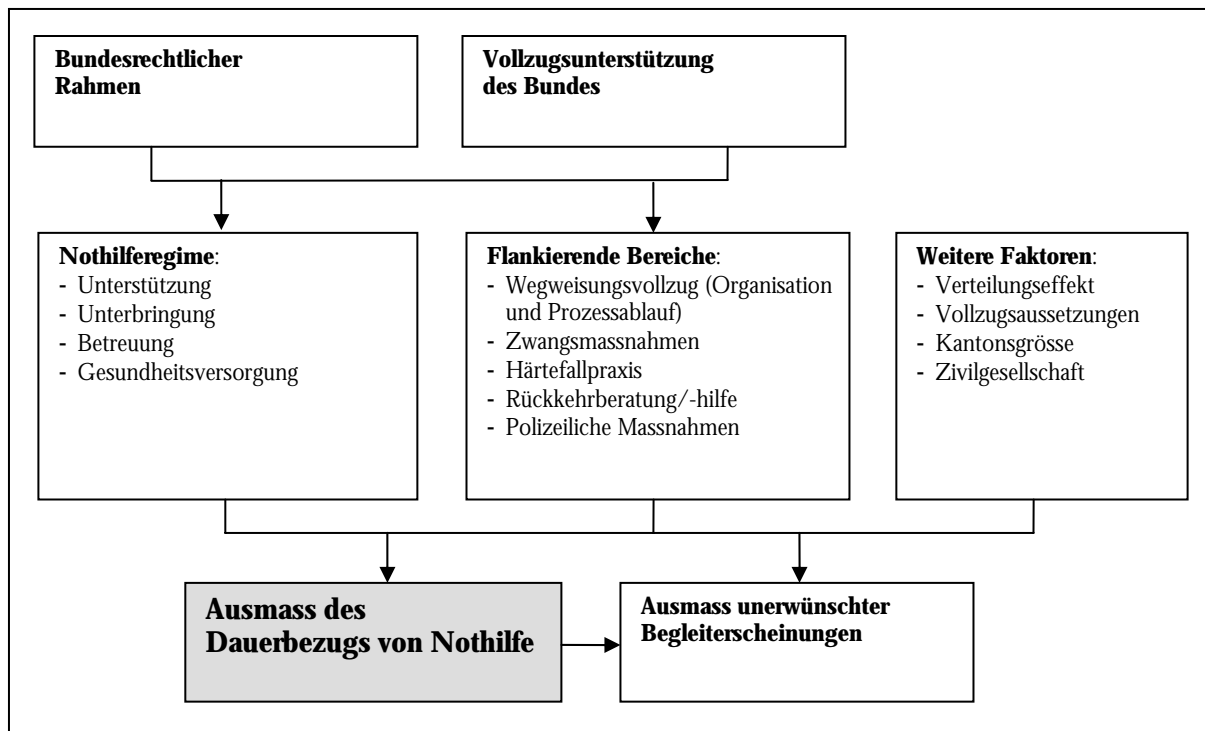 Bundesrechtlicher
Rahmen
Vollzugsunterstützung
des Bundes
Nothilferegime:
- Unterstützung
- Unterbringung
- Betreuung
- Gesundheitsversorgung
Flankierende Bereiche:
- Wegweisungsvollzug (Organisation
und Prozessablauf)
- Zwangsmassnahmen
- Härtefallpraxis
- Rückkehrberatung/-hilfe
- Polizeiliche Massnahmen
Weitere Faktoren:
- Verteilungseffekt
- Vollzugsaussetzungen
- Kantonsgrösse
- Zivilgesellschaft
Ausmass des
Dauerbezugs von Nothilfe
Ausmass unerwünschter
Begleiterscheinungen